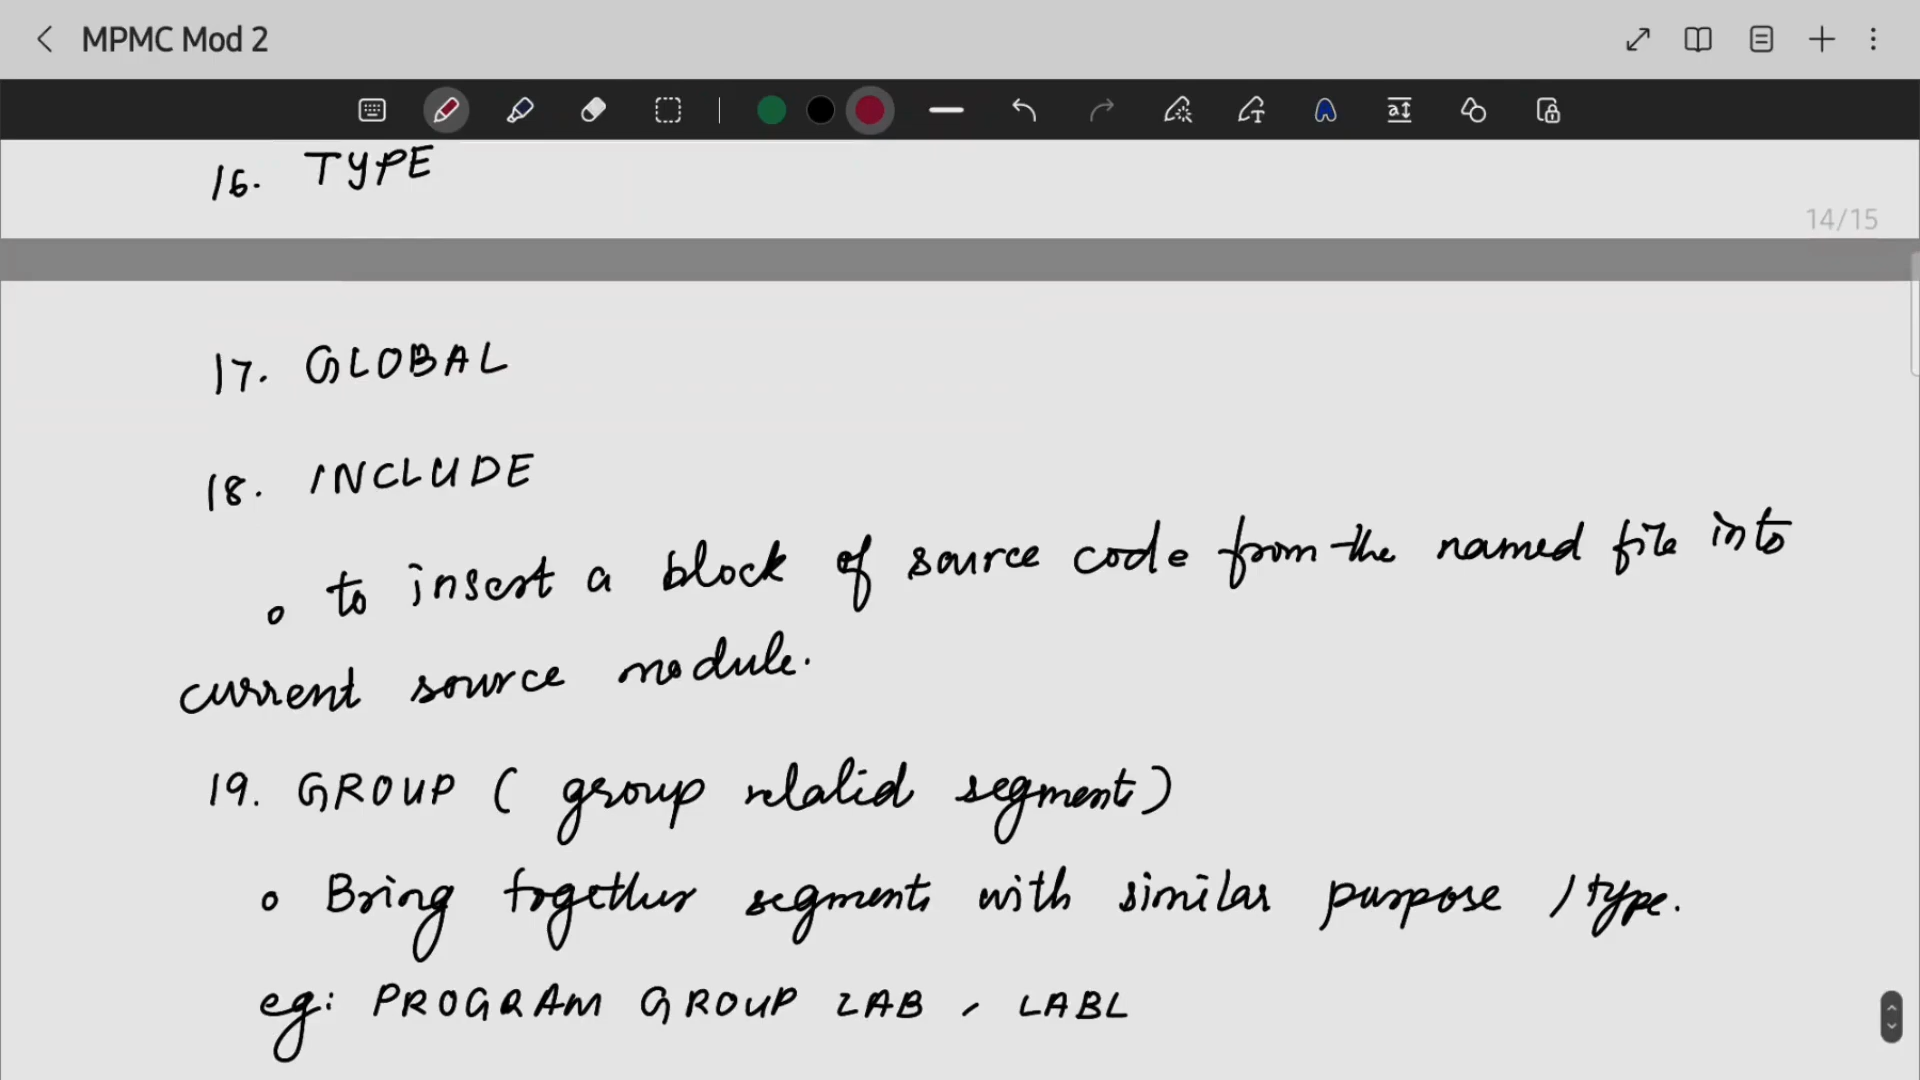 MPMC Mod 2
16. TYPE
14/15
17. GLOBAL
18. INCLUDE
o to insert a block of source code from the named file into
current source module.
19. GROUP ( group related segments)
o Bring together segments with similar purpose / type.
eg: PROGRAM GROUP LAB , LABL